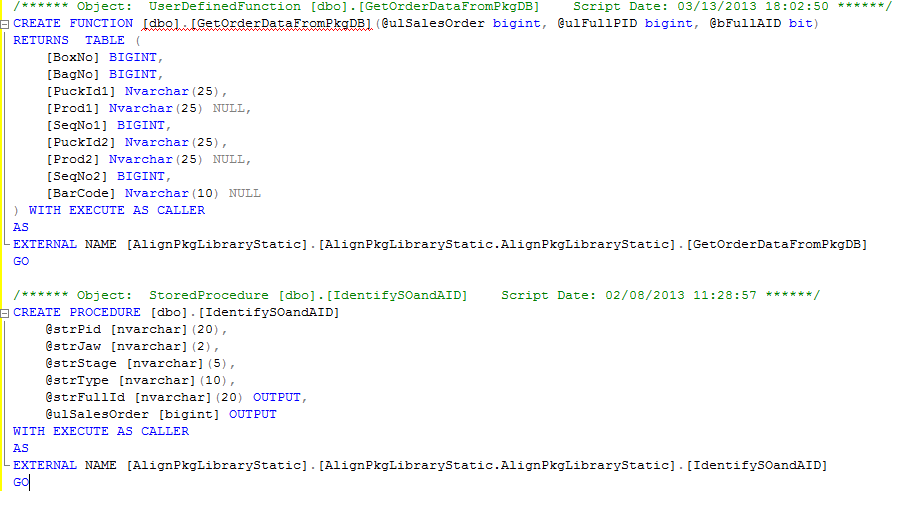 /****** Object:  UserDefinedFunction [dbo].[GetOrderDataFromPkgDB]    Script Date: 03/13/2013 18:02:50 ******/
CREATE FUNCTION [dbo].[GetOrderDataFromPkgDB](@ulSalesOrder bigint, @ulFullPID bigint, @bFullAID bit)
RETURNS  TABLE (
    [BoxNo] BIGINT,
    [BagNo] BIGINT,
    [PuckId1] Nvarchar(25),
    [Prod1] Nvarchar(25) NULL,
    [SeqNo1] BIGINT,
    [PuckId2] Nvarchar(25),
    [Prod2] Nvarchar(25) NULL,
    [SeqNo2] BIGINT,
    [BarCode] Nvarchar(10) NULL
) WITH EXECUTE AS CALLER
AS
EXTERNAL NAME [AlignPkgLibraryStatic].[AlignPkgLibraryStatic.AlignPkgLibraryStatic].[GetOrderDataFromPkgDB]
GO

/****** Object:  StoredProcedure [dbo].[IdentifySOandAID]    Script Date: 02/08/2013 11:28:57 ******/
CREATE PROCEDURE [dbo].[IdentifySOandAID]
    @strPid [nvarchar](20),
    @strJaw [nvarchar](2),
    @strStage [nvarchar](5),
    @strType [nvarchar](10),
    @strFullId [nvarchar](20) OUTPUT,
    @ulSalesOrder [bigint] OUTPUT
WITH EXECUTE AS CALLER
AS
EXTERNAL NAME [AlignPkgLibraryStatic].[AlignPkgLibraryStatic.AlignPkgLibraryStatic].[IdentifySOandAID]
GO